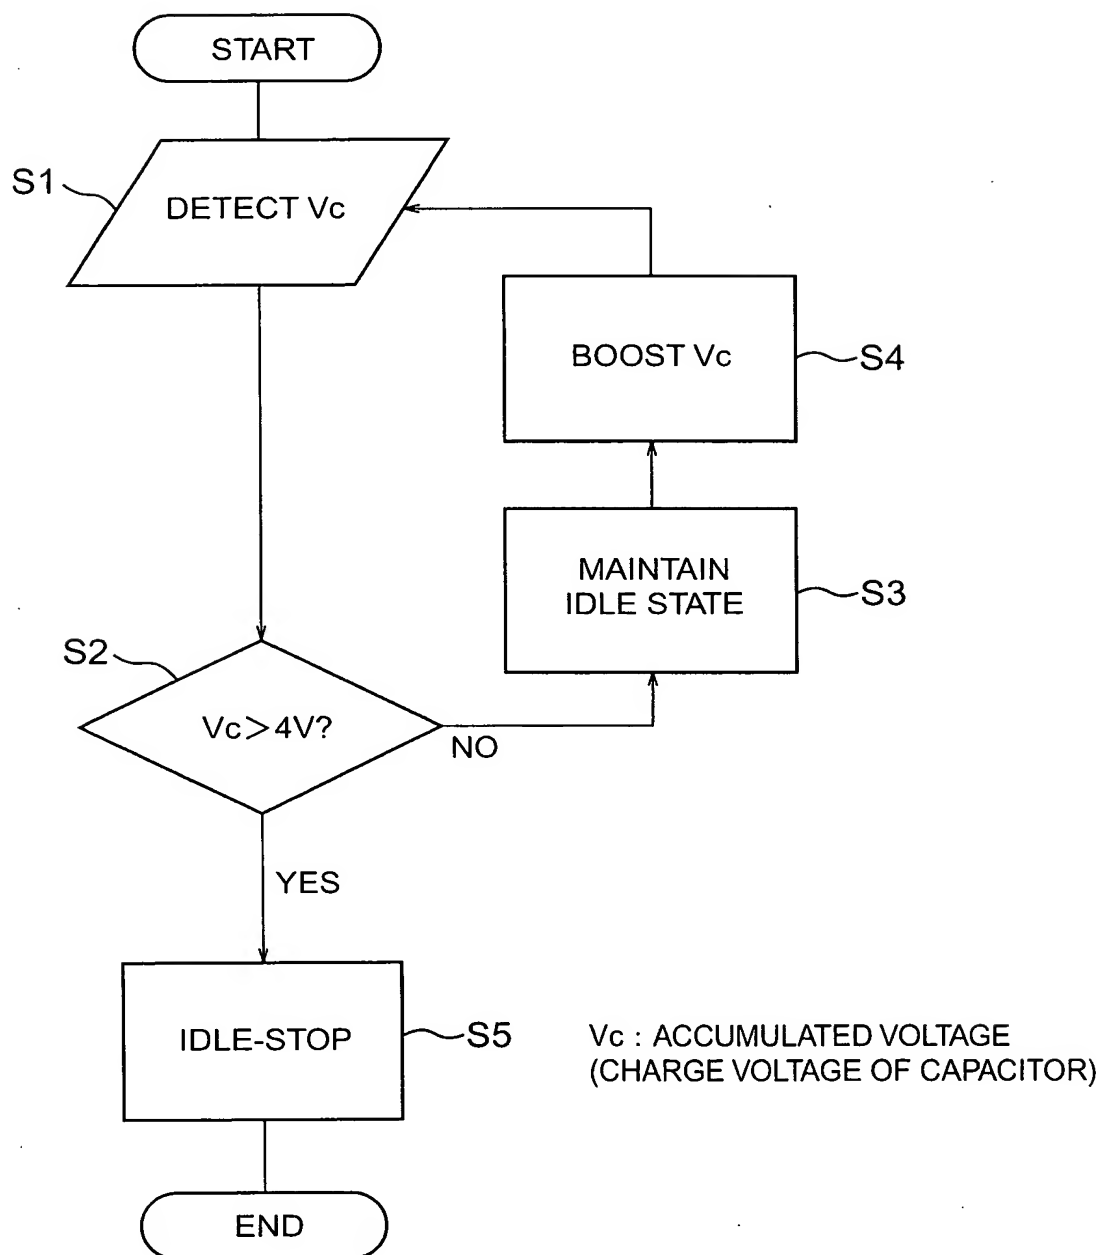 START
S1
DETECT Vc
BOOST Vc
S4
MAINTAIN
IDLE STATE
S3
S2
Vc>4V?
NO
YES
IDLE-STOP
S5
Vc : ACCUMULATED VOLTAGE
(CHARGE VOLTAGE OF CAPACITOR)
END